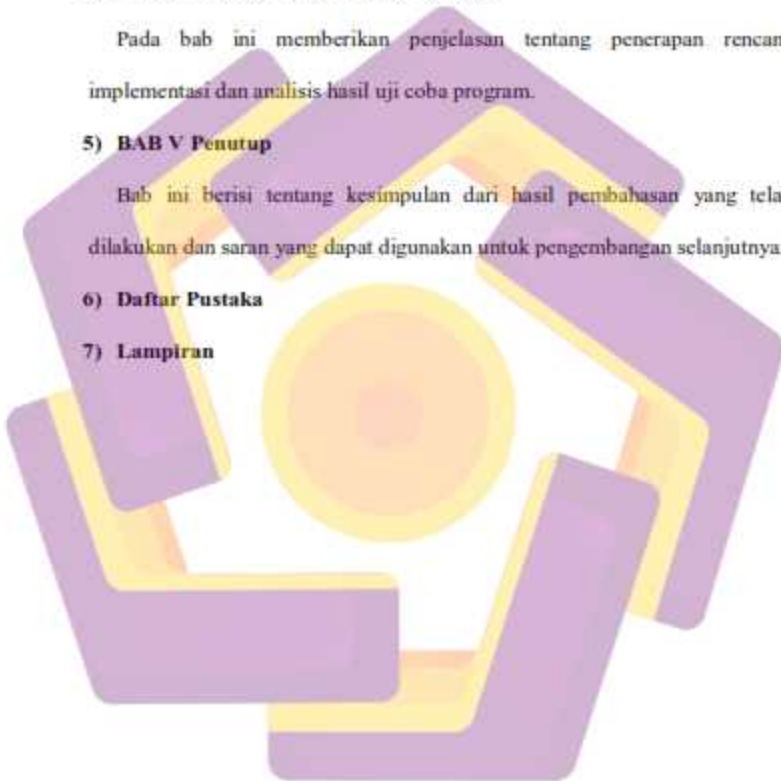 Pada bab ini memberikan penjelasan tentang penerapan rencan
implementasi dan analisis hasil uji coba program.
5) BAB V Penutup
Bab ini berisi tentang kesimpulan dari hasil pembahasan yang tela
dilakukan dan saran yang dapat digunakan untuk pengembangan selanjutnya
6) Daftar Pustaka
7) Lampiran